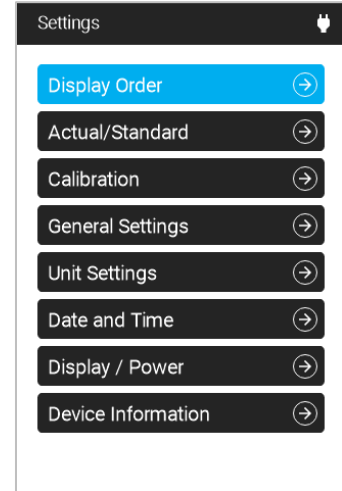 Settings
Display Order
Actual/Standard
Calibration
General Settings
Unit Settings
Date and Time
Display / Power
Device Information